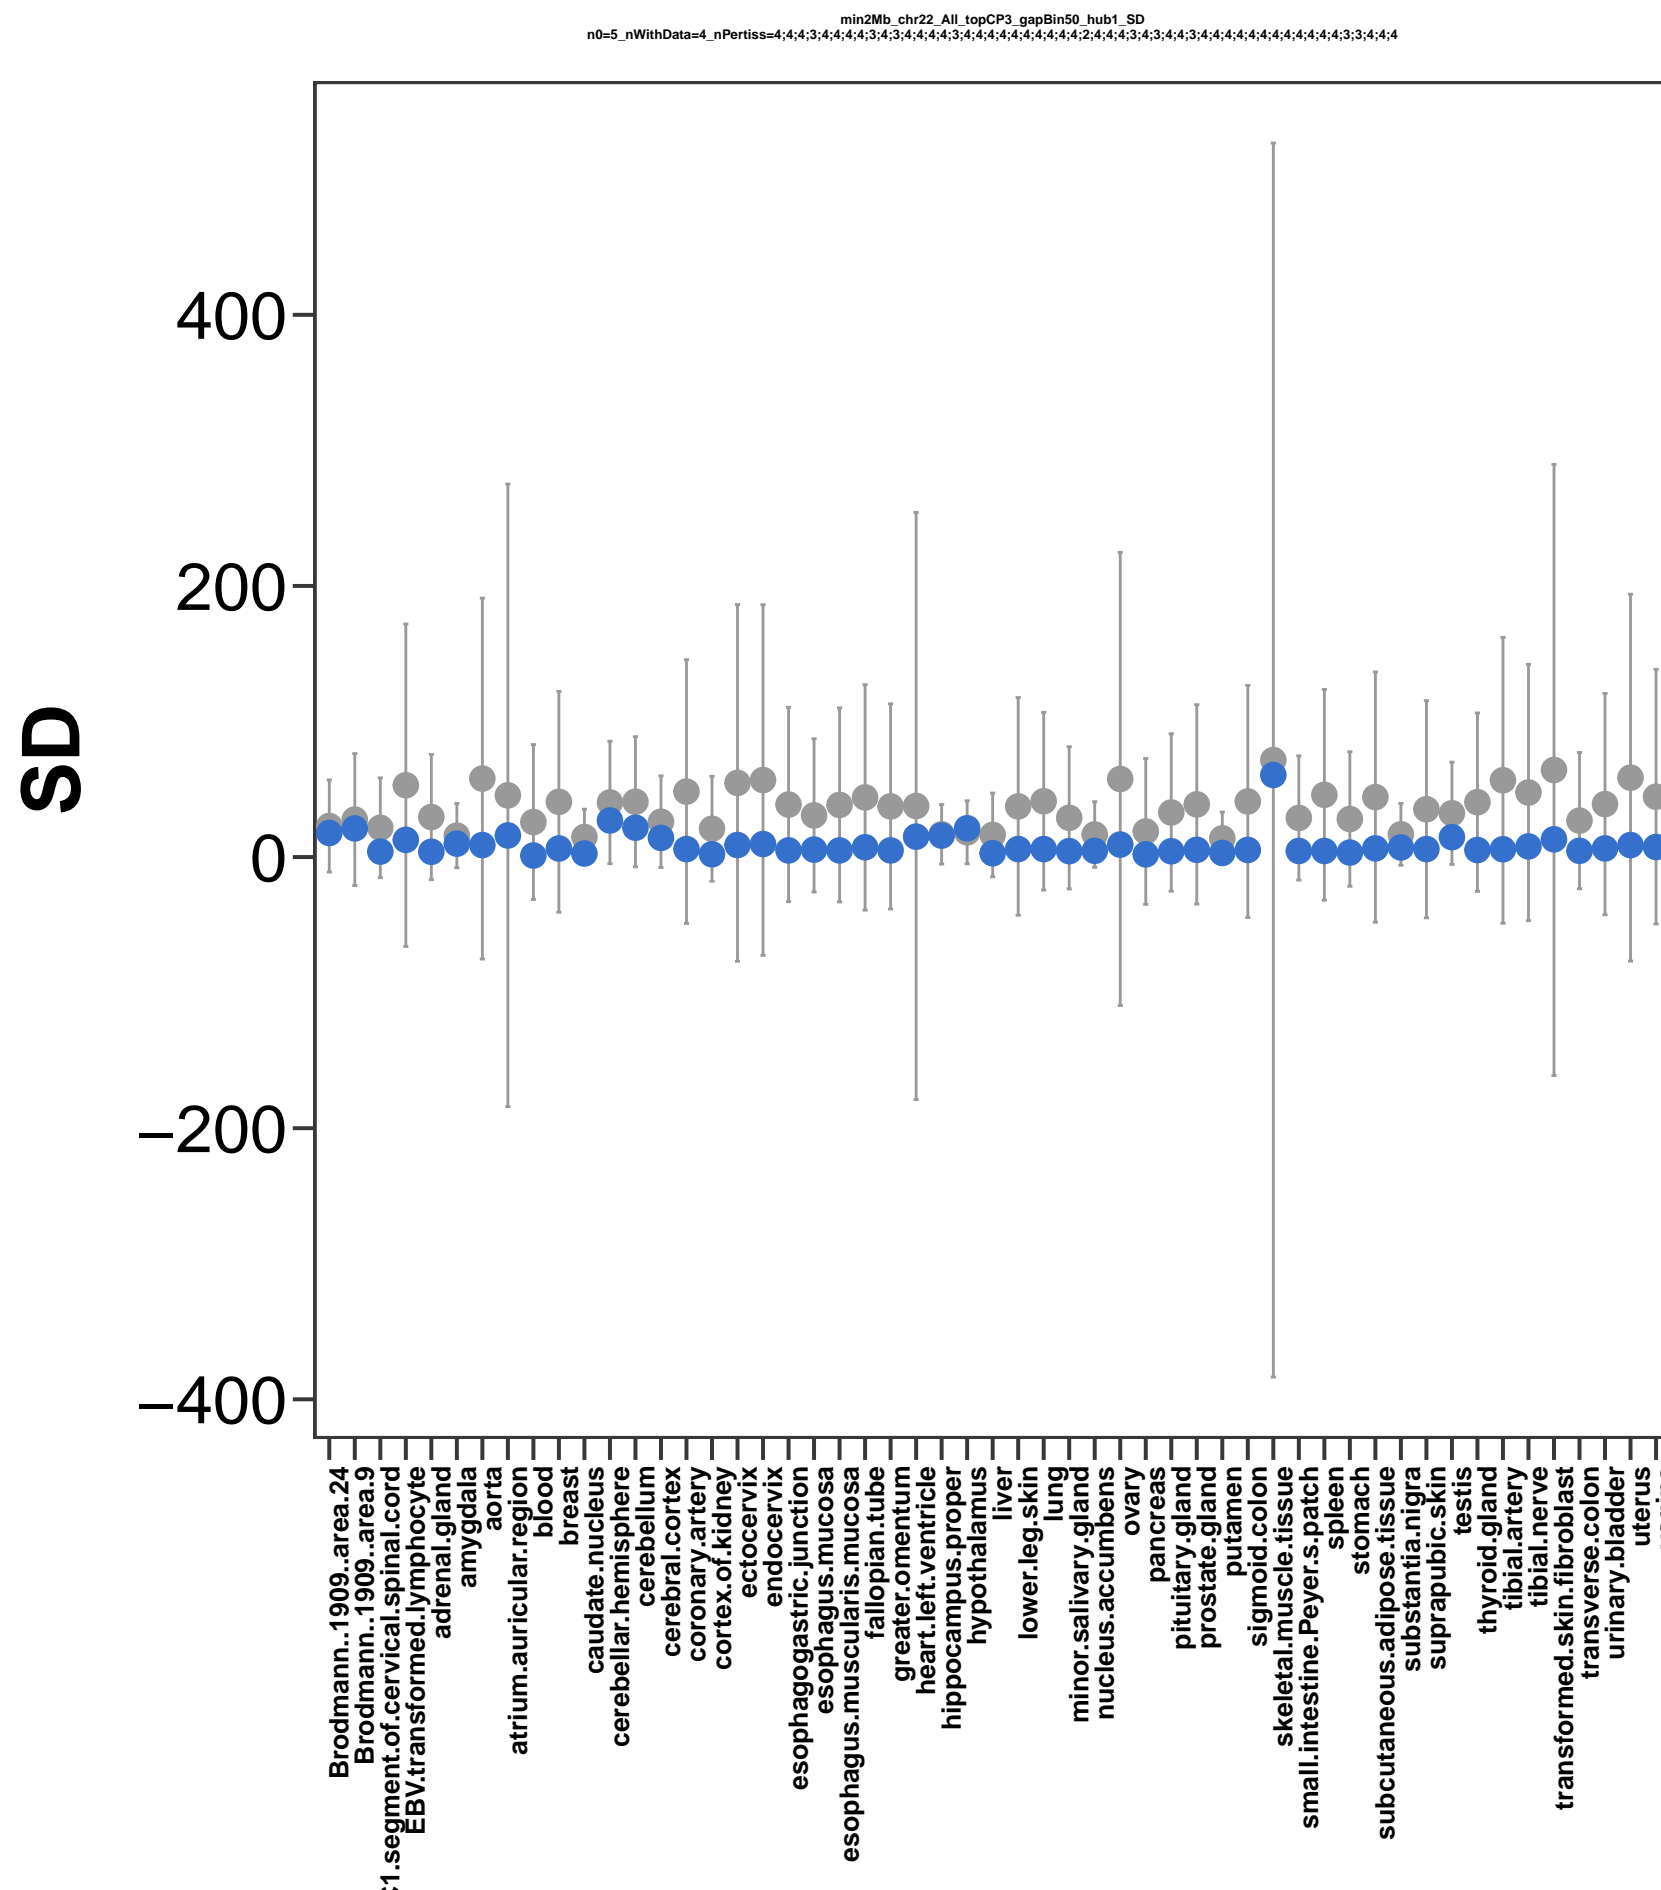 min2Mb_chr22_All_topCP3_gapBin50_hub1_SD
n0=5_nWithData=4_nPertiss=4;4;4;3;4;4;4;4;3;4;3;4;4;4;4;3;4;4;4;4;4;4;4;4;4;4;2;4;4;4;3;4;3;4;4;3;4;4;4;4;4;4;4;4;4;4;4;4;3;3;4;4;4
SD
400
200
0
−200
−400
Brodmann..1909..area.24
Brodmann..1909..area.9
C1.segment.of.cervical.spinal.cord
EBV.transformed.lymphocyte
adrenal.gland
amygdala
aorta
atrium.auricular.region
blood
breast
caudate.nucleus
cerebellar.hemisphere
cerebellum
cerebral.cortex
coronary.artery
cortex.of.kidney
ectocervix
endocervix
esophagogastric.junction
esophagus.mucosa
esophagus.muscularis.mucosa
fallopian.tube
greater.omentum
heart.left.ventricle
hippocampus.proper
hypothalamus
liver
lower.leg.skin
lung
minor.salivary.gland
nucleus.accumbens
ovary
pancreas
pituitary.gland
prostate.gland
putamen
sigmoid.colon
skeletal.muscle.tissue
small.intestine.Peyer.s.patch
spleen
stomach
subcutaneous.adipose.tissue
substantia.nigra
suprapubic.skin
testis
thyroid.gland
tibial.artery
tibial.nerve
transformed.skin.fibroblast
transverse.colon
urinary.bladder
uterus